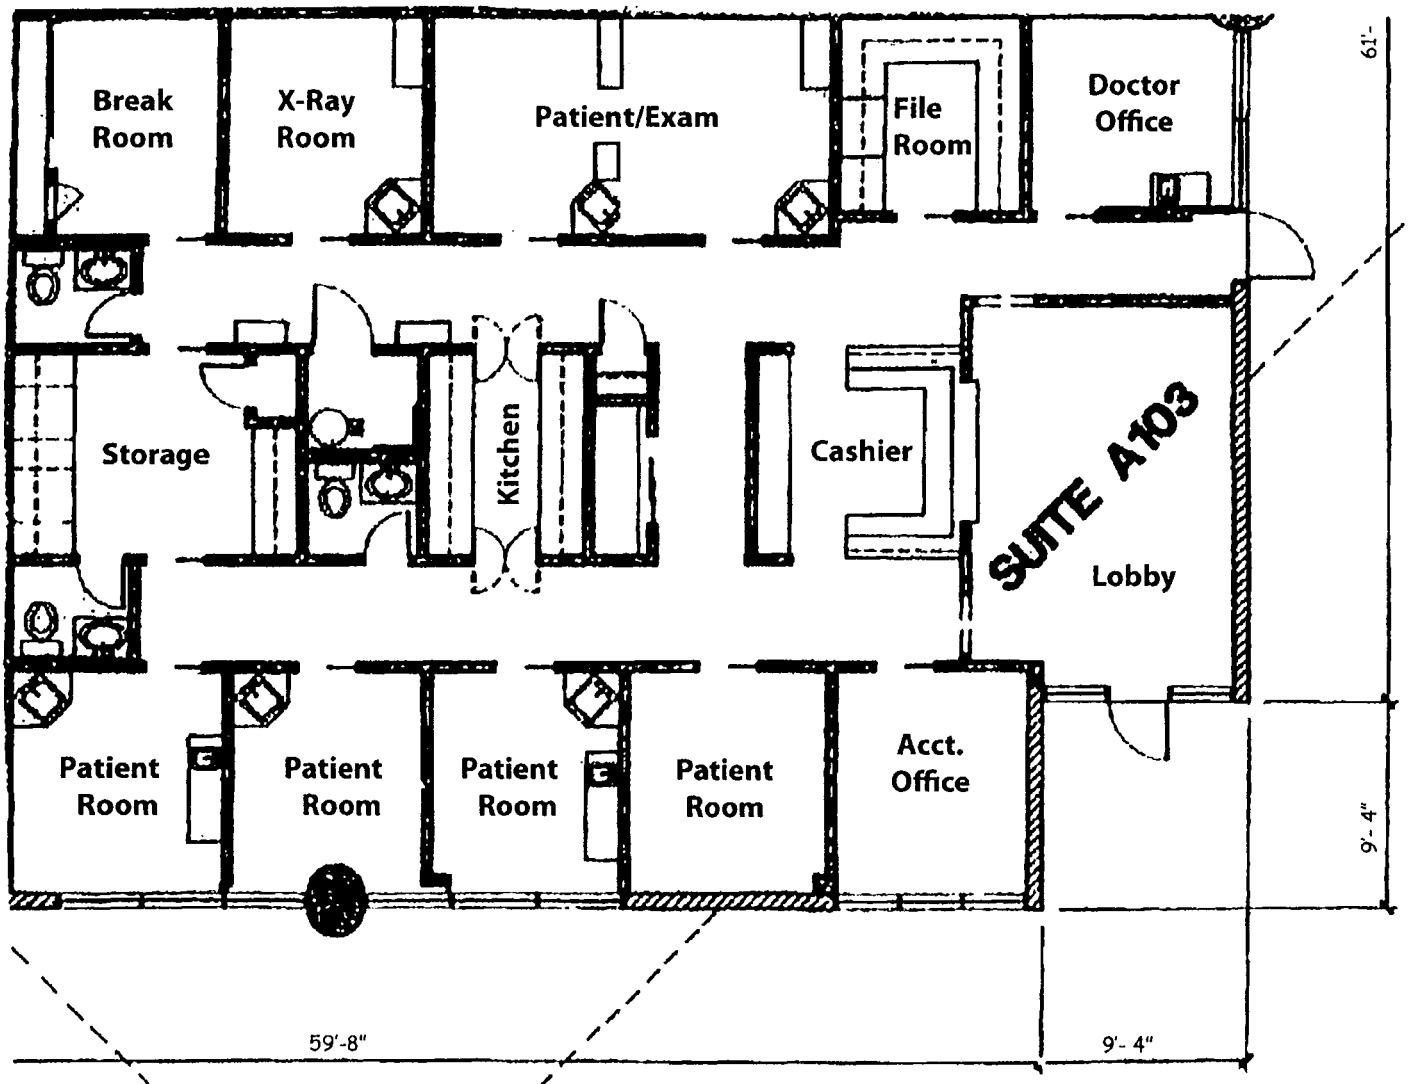 Break
Room
X-Ray
Room
Patient/Exam
File
Room
Doctor
Office
61'-
Storage
Kitchen
Cashier
SUITE A103
Lobby
Patient
Room
Patient
Room
Patient
Room
Patient
Room
Acct.
Office
9'- 4"
59'-8"
9'- 4"